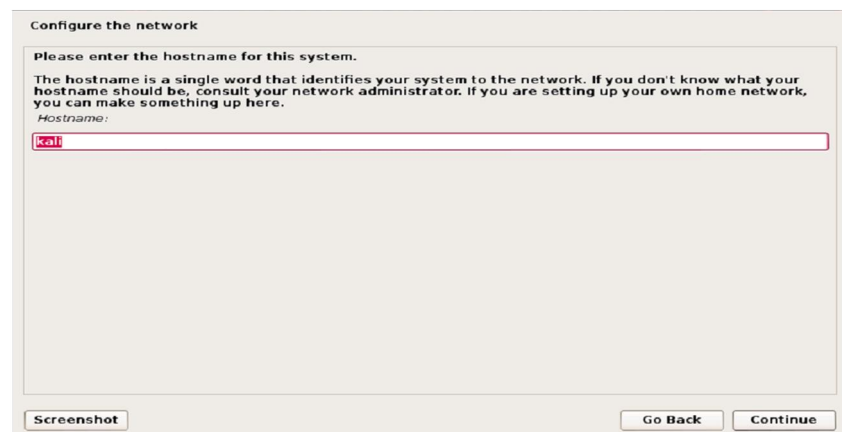 Configure the network
Please enter the hostname for this system.
The hostname is a single word that identifies your system to the network. If you don't know what your
hostname should be, consult your network administrator. If you are setting up your own home network,
you can make something up here.
Hostname:
kali
Screenshot
Go Back
Continue